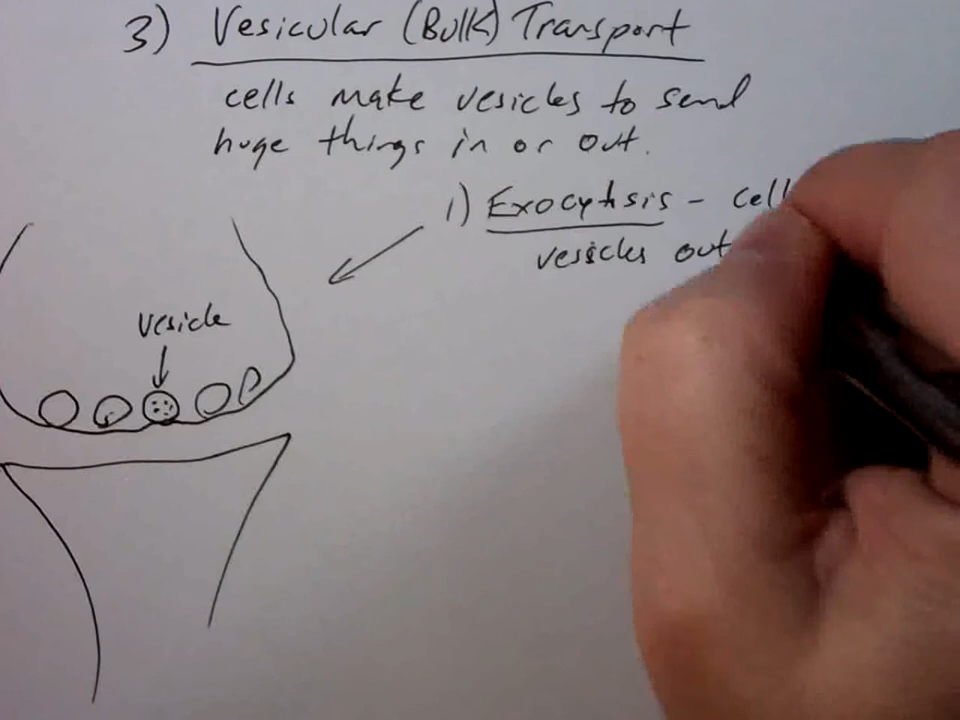 3) Vesicular (Bulk) Transport
cells make vesicles to send
huge things in or out.
1) Exocytosis - cell
vesicles out
vesicle